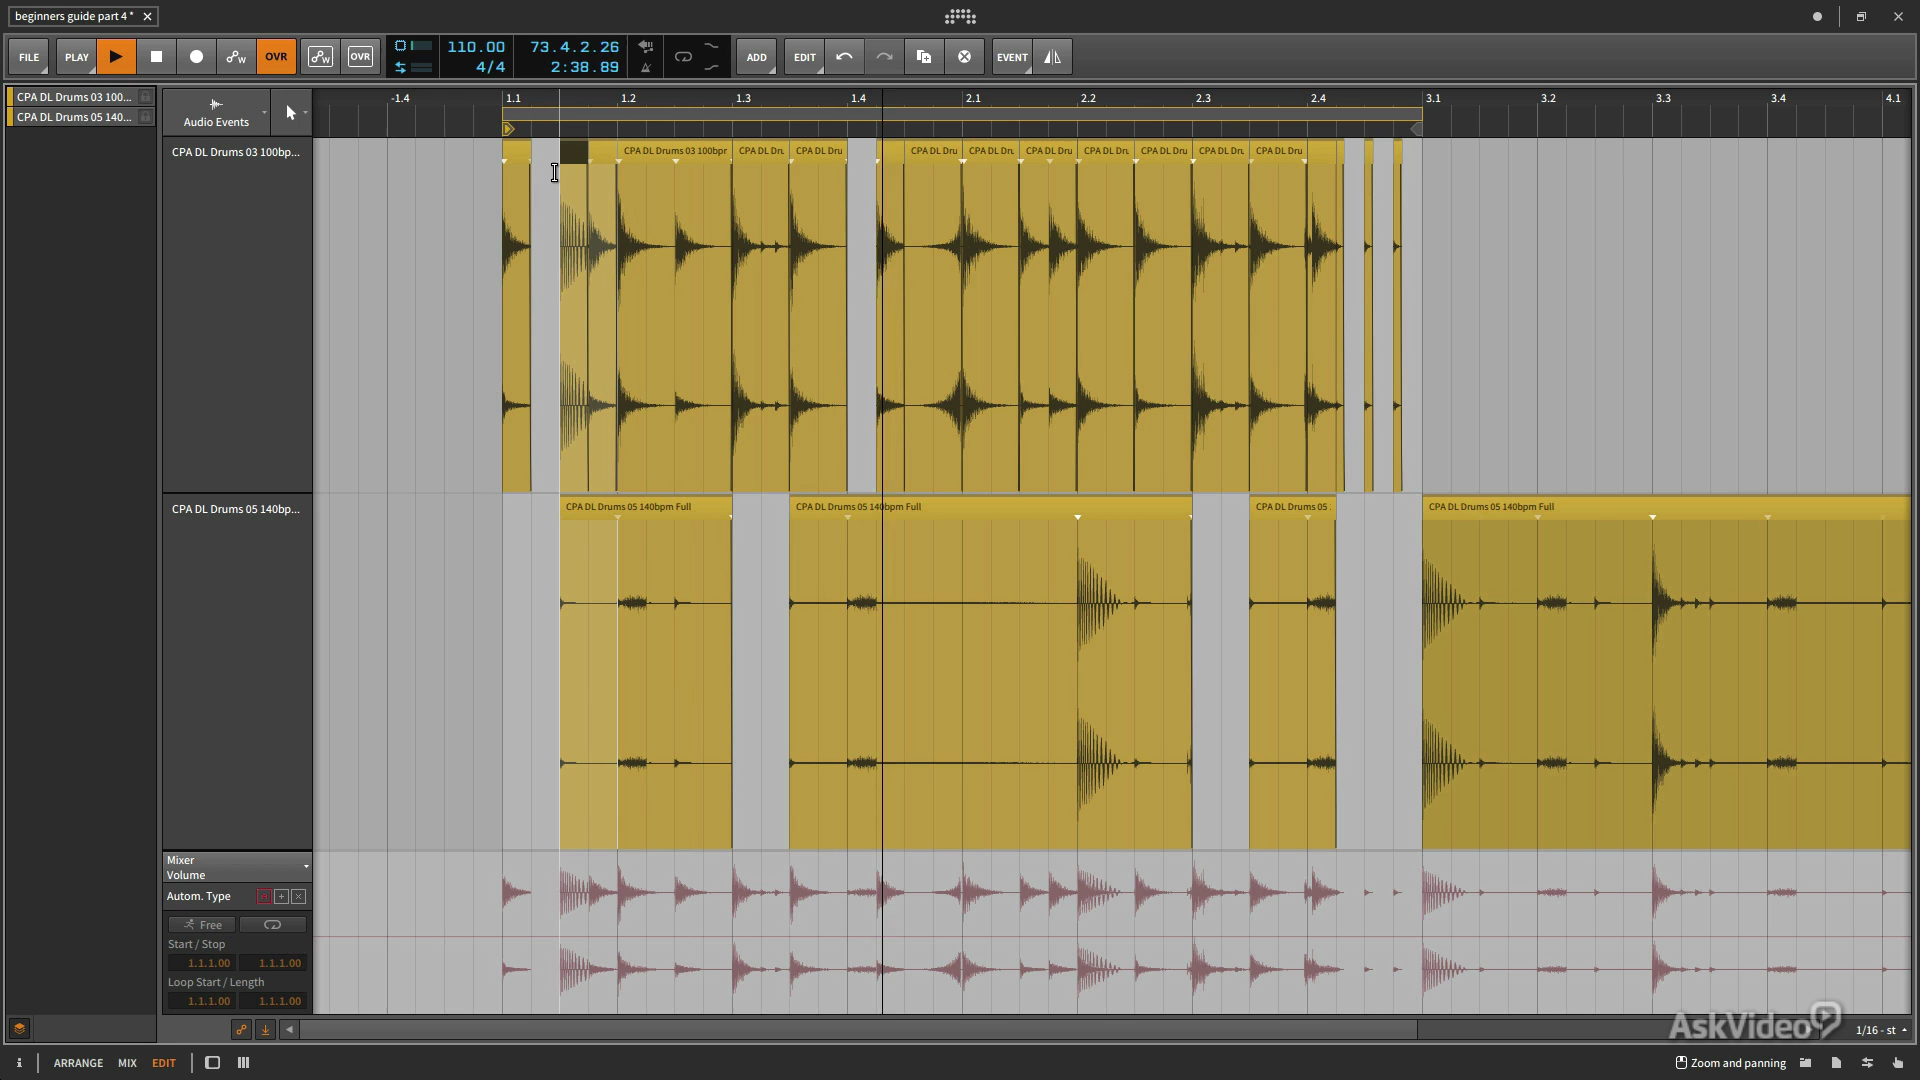 beginners guide part 4 *
FILE PLAY OVR OVR 110.00 4/4 73.4.2.26 2:38.89 ADD EDIT EVENT
CPA DL Drums 03 100...
CPA DL Drums 05 140...
Audio Events
-1.4 1.1 1.2 1.3 1.4 2.1 2.2 2.3 2.4 3.1 3.2 3.3 3.4 4.1
CPA DL Drums 03 100bp...
CPA DL Drums 03 100bpr CPA DL Dru CPA DL Dru CPA DL Dru CPA DL Dru CPA DL Dru CPA DL Dru CPA DL Dru CPA DL Dru CPA DL Dru
CPA DL Drums 05 140bp...
CPA DL Drums 05 140bpm Full CPA DL Drums 05 140bpm Full CPA DL Drums 05 CPA DL Drums 05 140bpm Full
Mixer
Volume
Autom. Type
Free
Start / Stop
1.1.1.00 1.1.1.00
Loop Start / Length
1.1.1.00 1.1.1.00
AskVideo
1/16 - st
i ARRANGE MIX EDIT
Zoom and panning